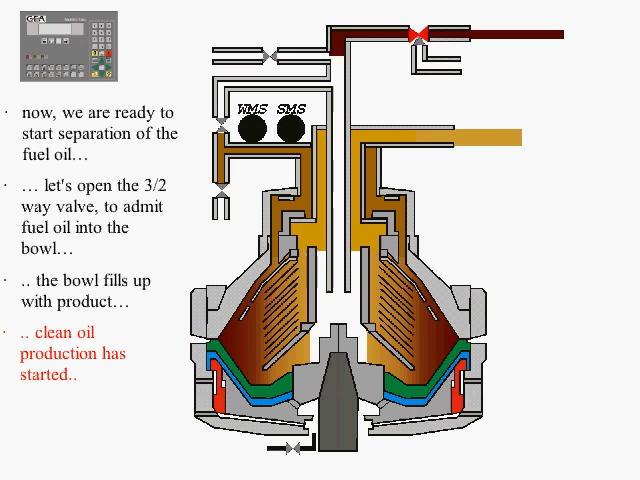 GEA
WMS SMS
· now, we are ready to
start separation of the
fuel oil…
· … let's open the 3/2
way valve, to admit
fuel oil into the
bowl…
· .. the bowl fills up
with product…
· .. clean oil
production has
started..